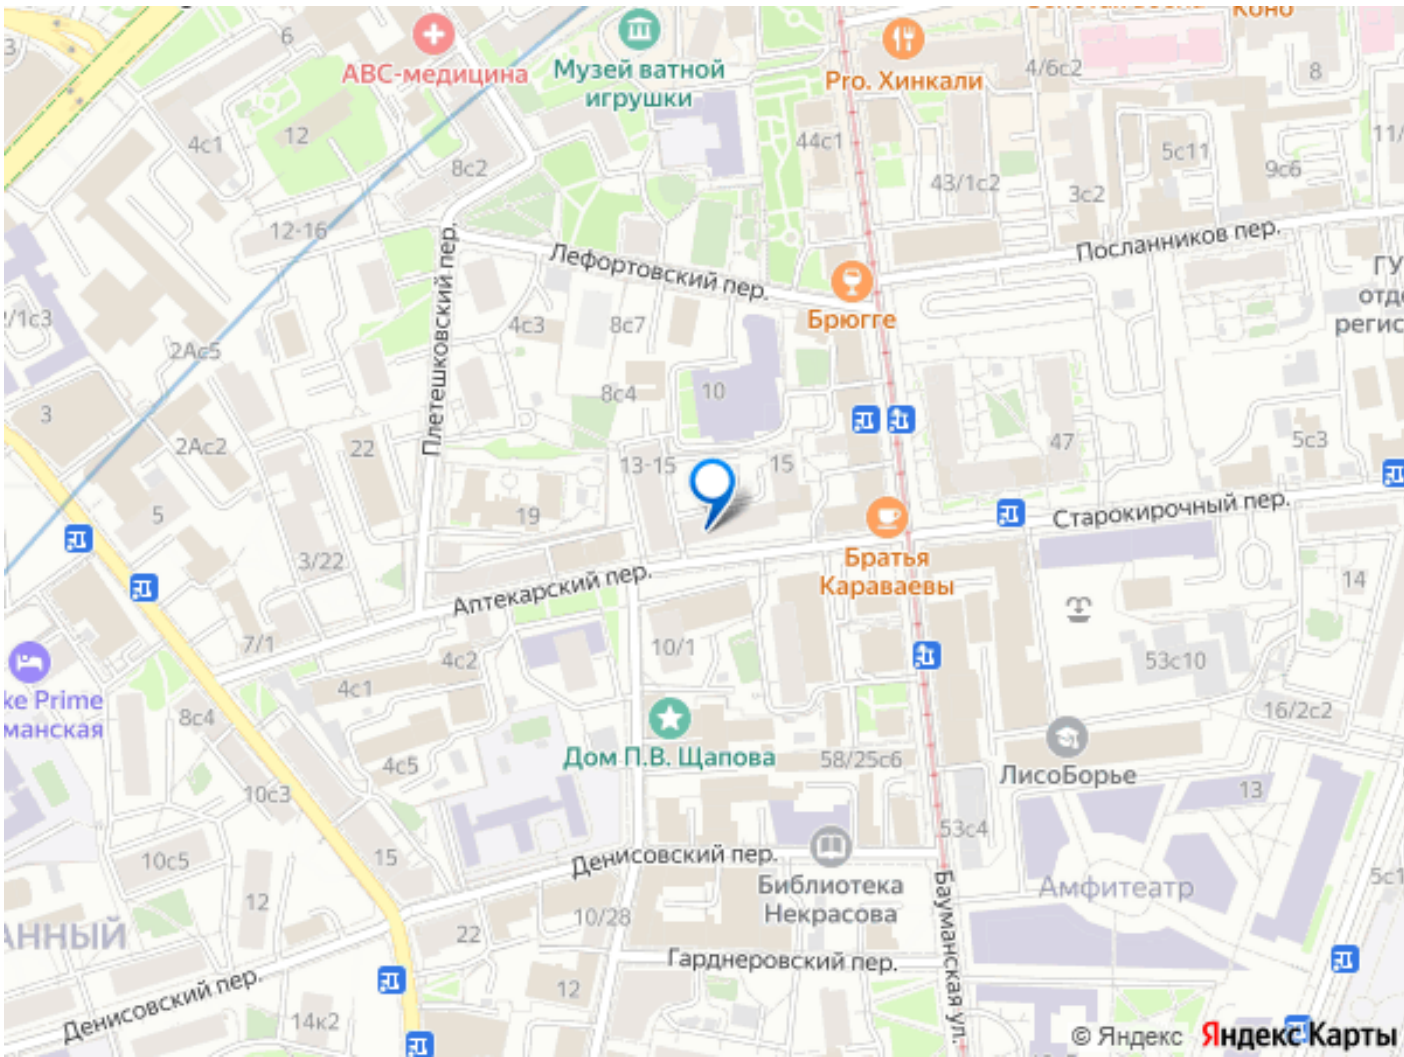 Коно
3
6
АВС-медицина
Музей ватной
игрушки
Pro. Хинкали
4/6с2
8
4с1
12
8с2
44с1
43/1с2
3с2
5с11
9с6
11/
12-16
Плетешковский пер.
Лефортовский пер.
Посланников пер.
Брюгге
ГУ
отде
регис
/1с3
2Ас5
4с3
8с7
8с4
10
3
2Ас2
22
13-15
15
47
5с3
5
19
3/22
Старокирочный пер.
Братья
Караваевы
Аптекарский пер.
14
7/1
4с2
10/1
53с10
ke Prime
манская
4с1
8с4
16/2с2
Дом П.В. Щапова
58/25с6
ЛисоБорье
4с5
10с3
13
53с4
10с5
15
Денисовский пер.
Библиотека
Некрасова
Амфитеатр
5с1
12
АННЫЙ
22
10/28
Бауманская ул.
Гарднеровский пер.
Денисовский пер.
12
14к2
© Яндекс Яндекс Карты